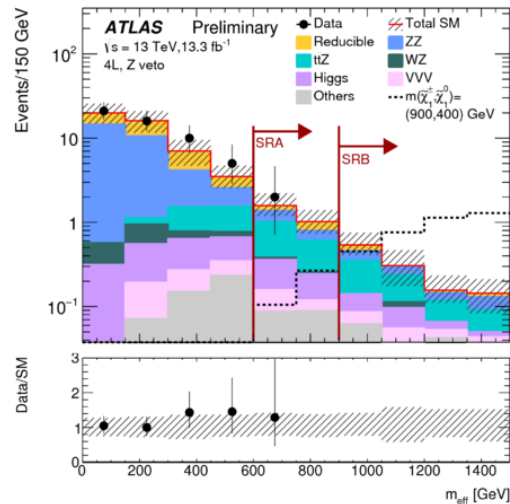 ATLAS Preliminary
√s = 13 TeV,13.3 fb⁻¹
4L, Z veto
Data
Total SM
Reducible
ZZ
ttZ
WZ
Higgs
VVV
Others
m(χ̃₁±,χ̃₁⁰)=
(900,400) GeV
Events/150 GeV
10²
10
1
10⁻¹
SRA
SRB
Data/SM
3
2
1
0
0 200 400 600 800 1000 1200 1400
m_eff [GeV]